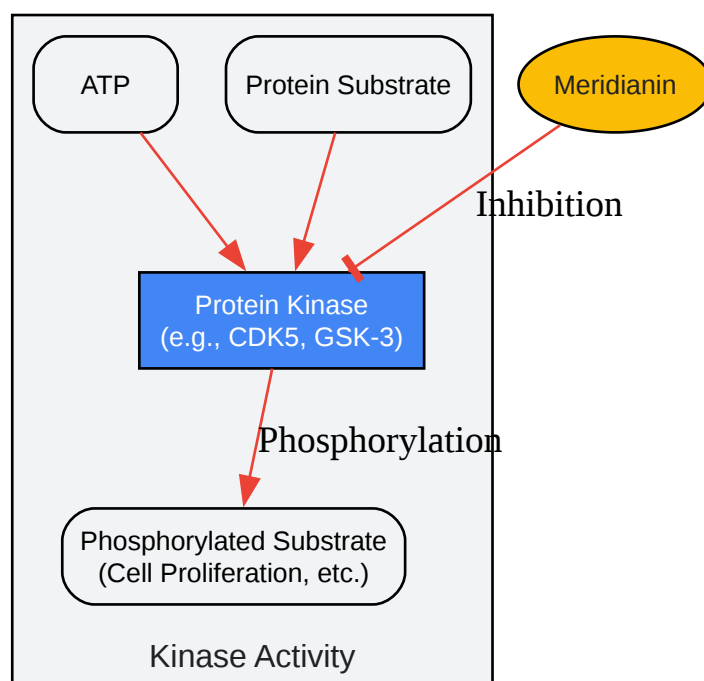 ATP
Protein Substrate
Meridianin
Inhibition
Protein Kinase
(e.g., CDK5, GSK-3)
Phosphorylation
Phosphorylated Substrate
(Cell Proliferation, etc.)
Kinase Activity